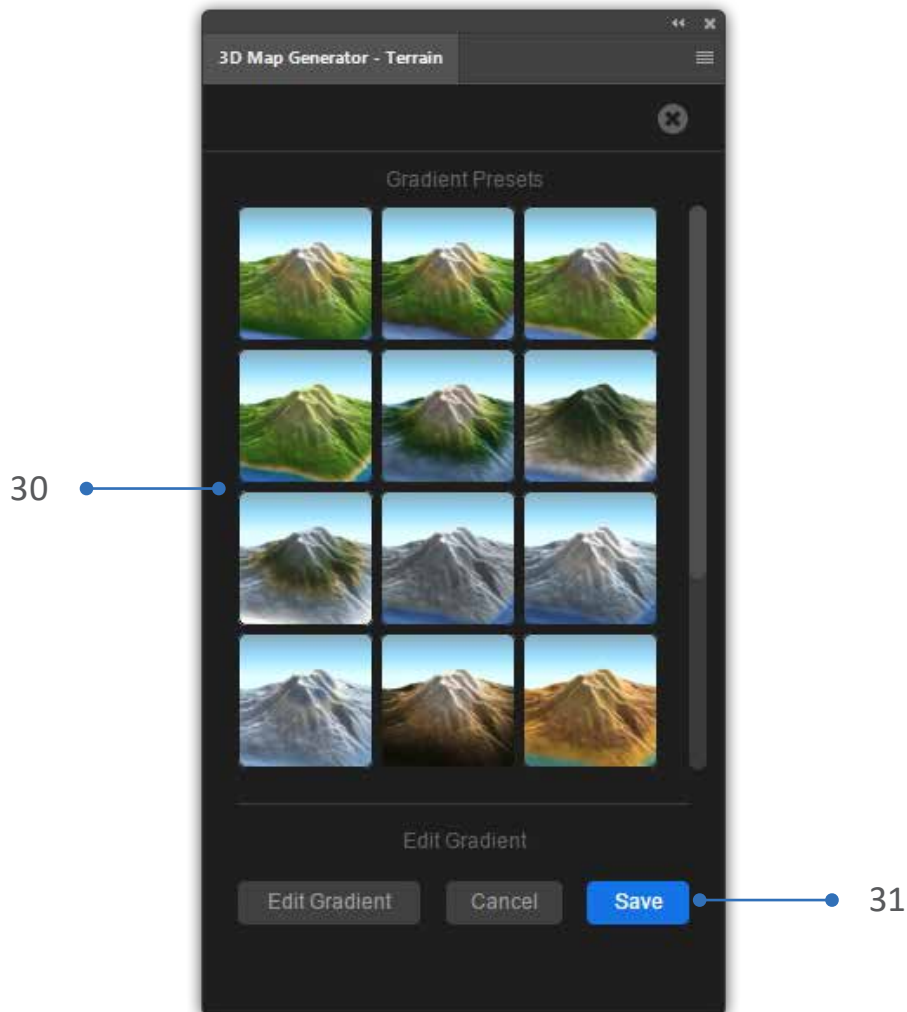 3D Map Generator - Terrain
Gradient Presets
30
Edit Gradient
Edit Gradient Cancel Save 31